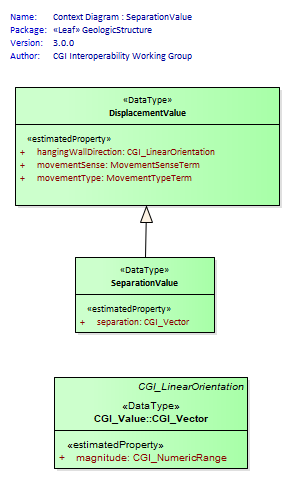 Name: Context Diagram : SeparationValue
Package: «Leaf» GeologicStructure
Version: 3.0.0
Author: CGI Interoperability Working Group
«DataType»
DisplacementValue
«estimatedProperty»
+ hangingWallDirection: CGI_LinearOrientation
+ movementSense: MovementSenseTerm
+ movementType: MovementTypeTerm
«DataType»
SeparationValue
«estimatedProperty»
+ separation: CGI_Vector
CGI_LinearOrientation
«DataType»
CGI_Value::CGI_Vector
«estimatedProperty»
+ magnitude: CGI_NumericRange